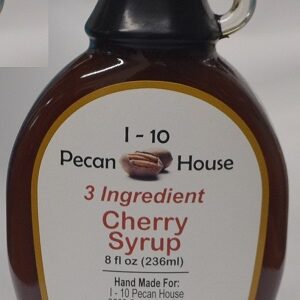 I - 10
Pecan House
3 Ingredient
Cherry
Syrup
8 fl oz (236ml)
Hand Made For:
I - 10 Pecan House